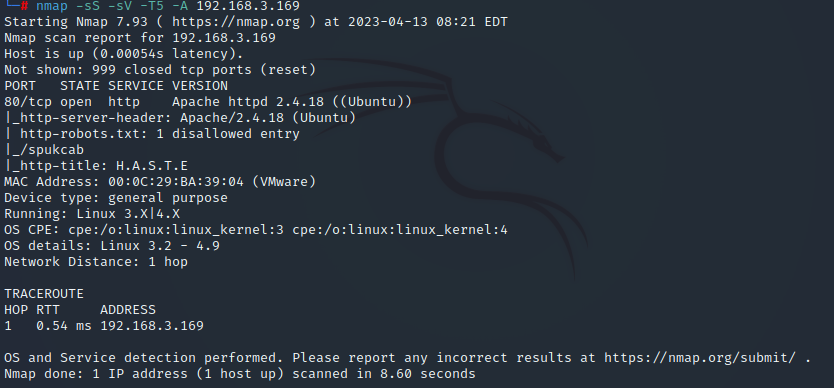 └─# nmap -sS -sV -T5 -A 192.168.3.169
Starting Nmap 7.93 ( https://nmap.org ) at 2023-04-13 08:21 EDT
Nmap scan report for 192.168.3.169
Host is up (0.00054s latency).
Not shown: 999 closed tcp ports (reset)
PORT   STATE SERVICE VERSION
80/tcp open  http    Apache httpd 2.4.18 ((Ubuntu))
|_http-server-header: Apache/2.4.18 (Ubuntu)
| http-robots.txt: 1 disallowed entry
|_/spukcab
|_http-title: H.A.S.T.E
MAC Address: 00:0C:29:BA:39:04 (VMware)
Device type: general purpose
Running: Linux 3.X|4.X
OS CPE: cpe:/o:linux:linux_kernel:3 cpe:/o:linux:linux_kernel:4
OS details: Linux 3.2 - 4.9
Network Distance: 1 hop
TRACEROUTE
HOP RTT     ADDRESS
1   0.54 ms 192.168.3.169
OS and Service detection performed. Please report any incorrect results at https://nmap.org/submit/ .
Nmap done: 1 IP address (1 host up) scanned in 8.60 seconds